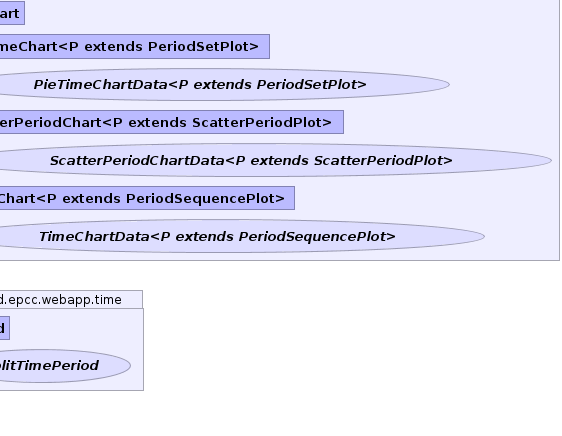 art
meChart<P extends PeriodSetPlot>
PieTimeChartData<P extends PeriodSetPlot>
erPeriodChart<P extends ScatterPeriodPlot>
ScatterPeriodChartData<P extends ScatterPeriodPlot>
Chart<P extends PeriodSequencePlot>
TimeChartData<P extends PeriodSequencePlot>
d.epcc.webapp.time
d
litTimePeriod